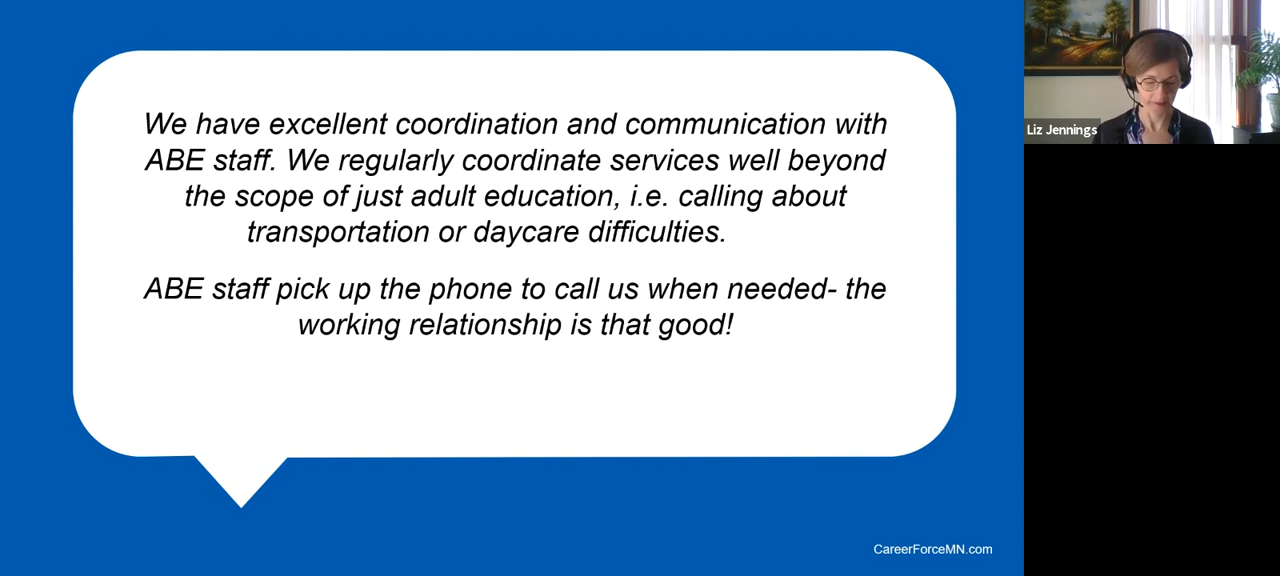 We have excellent coordination and communication with
ABE staff. We regularly coordinate services well beyond
the scope of just adult education, i.e. calling about
transportation or daycare difficulties.
ABE staff pick up the phone to call us when needed- the
working relationship is that good!
CareerForceMN.com
Liz Jennings